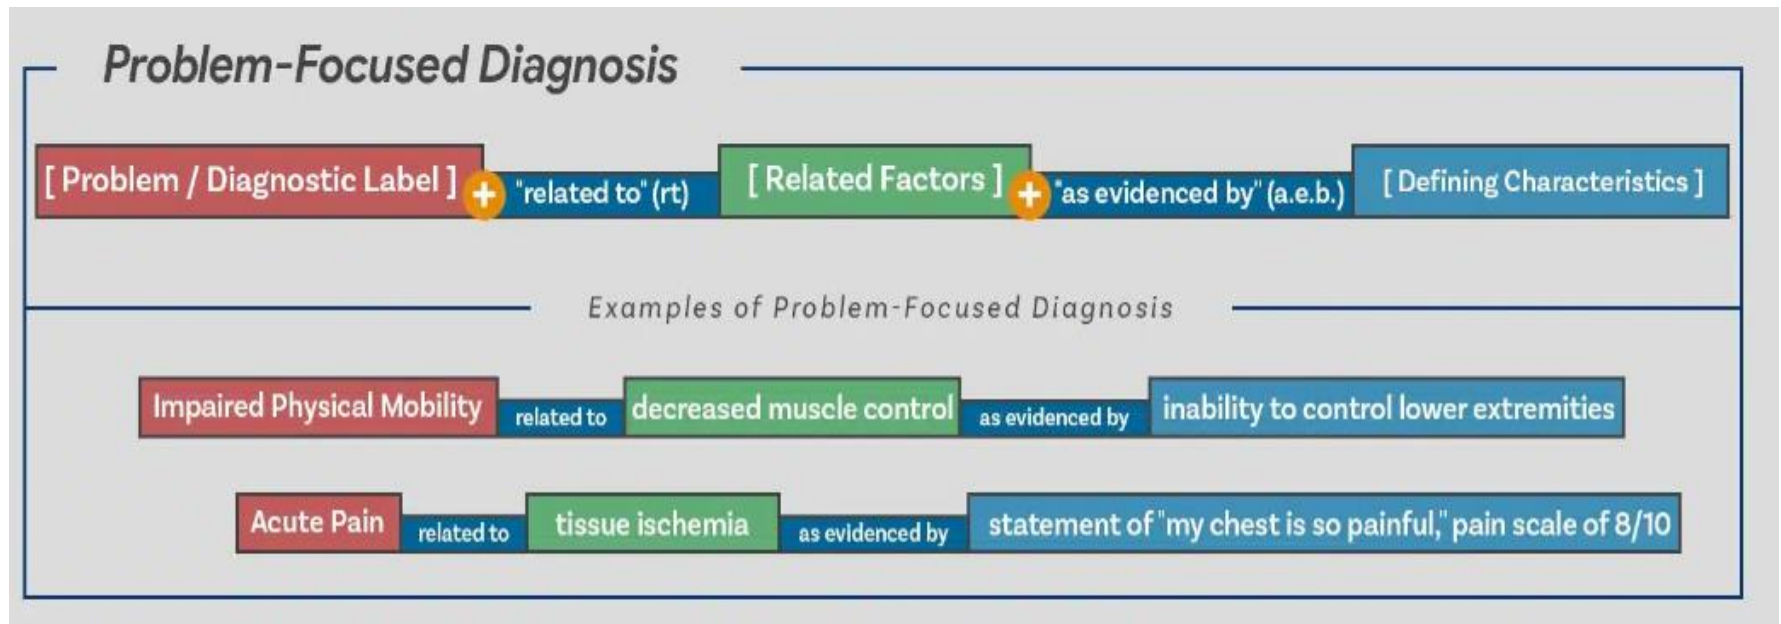 Problem-Focused Diagnosis
[ Problem / Diagnostic Label ] + "related to" (rt) [ Related Factors ] + "as evidenced by" (a.e.b.) [ Defining Characteristics ]
Examples of Problem-Focused Diagnosis
Impaired Physical Mobility related to decreased muscle control as evidenced by inability to control lower extremities
Acute Pain related to tissue ischemia as evidenced by statement of "my chest is so painful," pain scale of 8/10